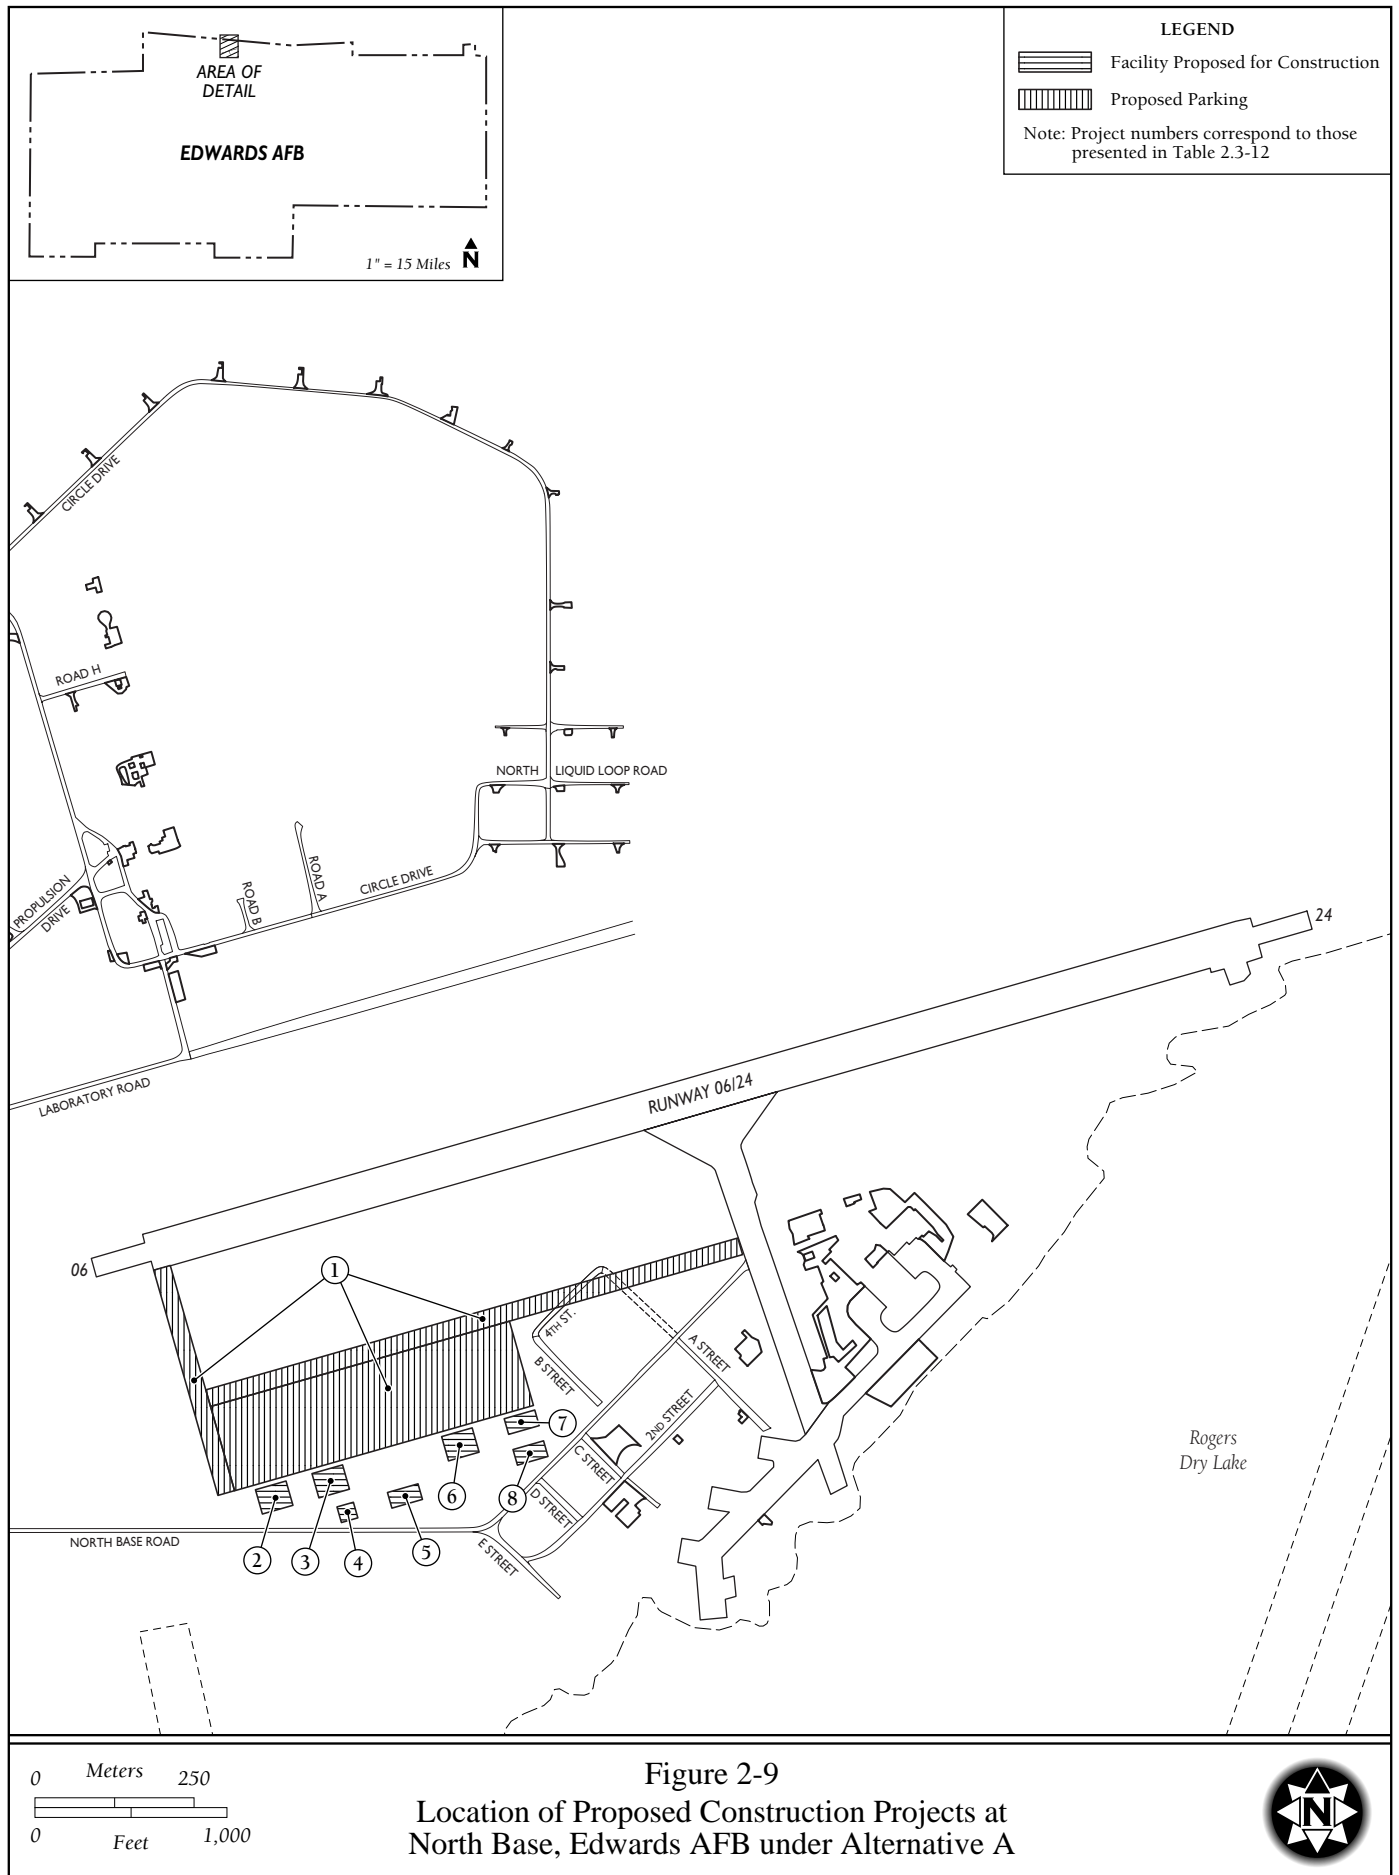 AREA OF
DETAIL
EDWARDS AFB
1" = 15 Miles
N
LEGEND
Facility Proposed for Construction
Proposed Parking
Note: Project numbers correspond to those
presented in Table 2.3-12
CIRCLE DRIVE
ROAD H
NORTH LIQUID LOOP ROAD
ROAD A
CIRCLE DRIVE
PROPULSION
DRIVE
ROAD B
24
LABORATORY ROAD
RUNWAY 06/24
06
1
4TH ST.
A STREET
B STREET
2ND STREET
7
C STREET
Rogers
Dry Lake
6
8
D STREET
NORTH BASE ROAD
E STREET
2
3
4
5
0 Meters 250
0 Feet 1,000
Figure 2-9
Location of Proposed Construction Projects at
North Base, Edwards AFB under Alternative A
N